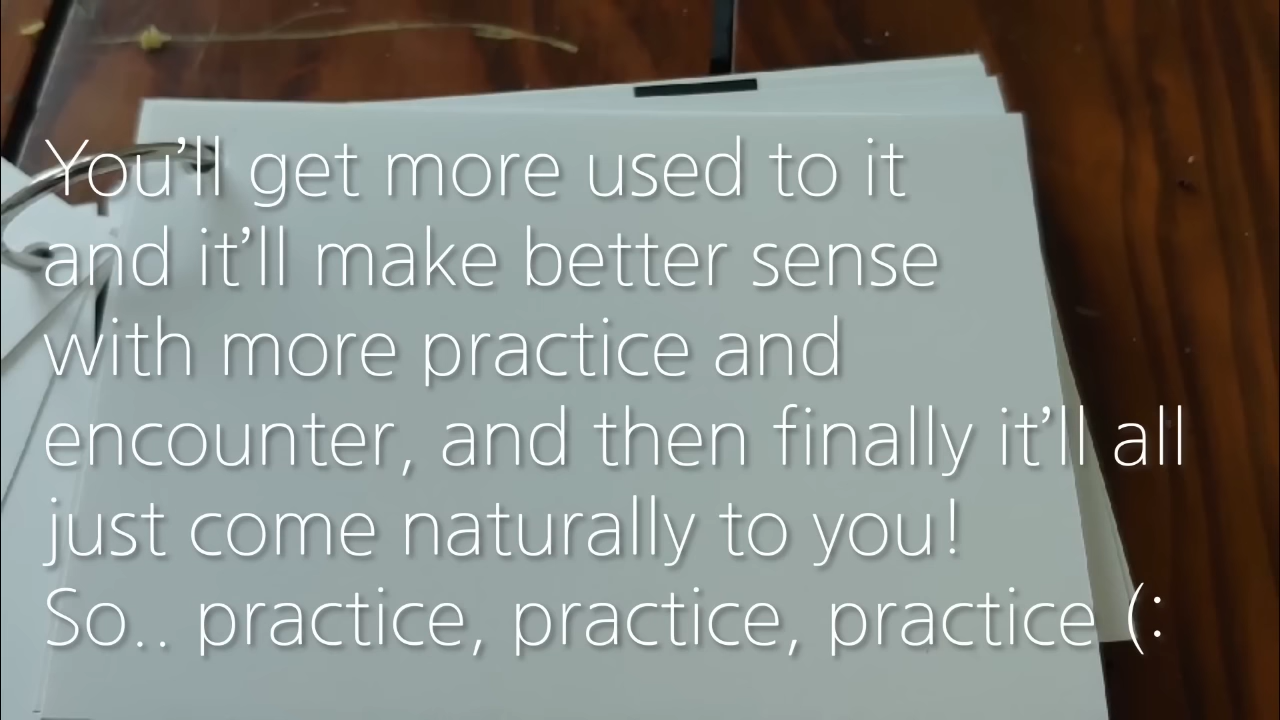 You’ll get more used to it
and it’ll make better sense
with more practice and
encounter, and then finally it’ll all
just come naturally to you!
So.. practice, practice, practice (: